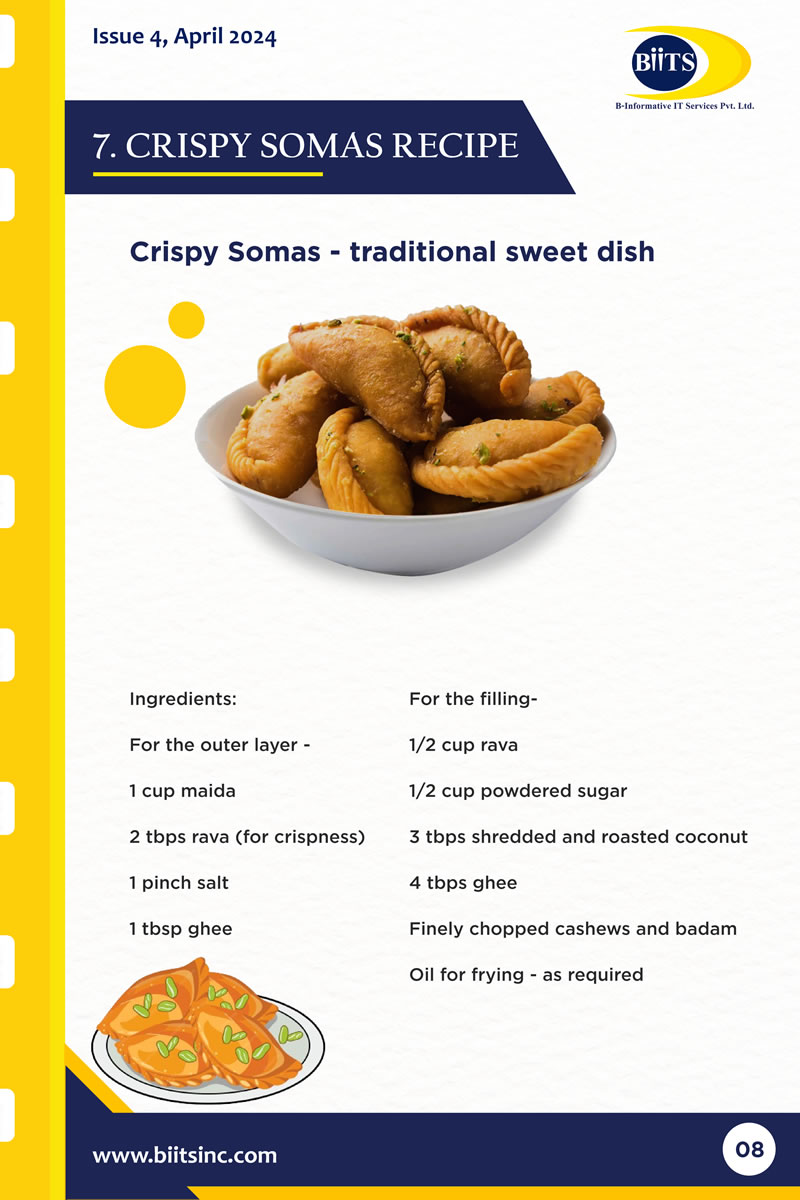 Issue 4, April 2024
BiiTS
B-Informative IT Services Pvt. Ltd.
7. CRISPY SOMAS RECIPE
Crispy Somas - traditional sweet dish
Ingredients:
For the outer layer -
1 cup maida
2 tbps rava (for crispness)
1 pinch salt
1 tbsp ghee
For the filling-
1/2 cup rava
1/2 cup powdered sugar
3 tbps shredded and roasted coconut
4 tbps ghee
Finely chopped cashews and badam
Oil for frying - as required
www.biitsinc.com
08